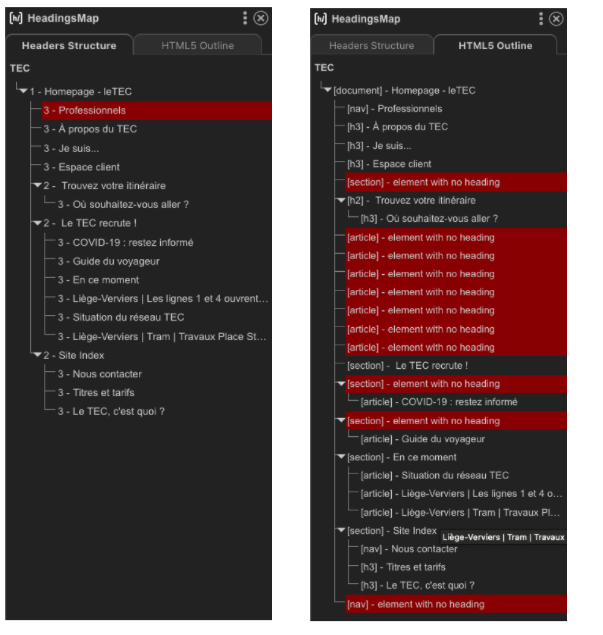 [h] HeadingsMap
Headers Structure
HTML5 Outline
TEC
1 - Homepage - leTEC
3 - Professionnels
3 - À propos du TEC
3 - Je suis...
3 - Espace client
2 - Trouvez votre itinéraire
3 - Où souhaitez-vous aller ?
2 - Le TEC recrute !
3 - COVID-19 : restez informé
3 - Guide du voyageur
3 - En ce moment
3 - Liège-Verviers | Les lignes 1 et 4 ouvrent...
3 - Situation du réseau TEC
3 - Liège-Verviers | Tram | Travaux Place St...
2 - Site Index
3 - Nous contacter
3 - Titres et tarifs
3 - Le TEC, c'est quoi ?
[h] HeadingsMap
Headers Structure
HTML5 Outline
TEC
[document] - Homepage - leTEC
[nav] - Professionnels
[h3] - À propos du TEC
[h3] - Je suis...
[h3] - Espace client
[section] - element with no heading
[h2] - Trouvez votre itinéraire
[h3] - Où souhaitez-vous aller ?
[article] - element with no heading
[article] - element with no heading
[article] - element with no heading
[article] - element with no heading
[article] - element with no heading
[article] - element with no heading
[article] - element with no heading
[section] - Le TEC recrute !
[section] - element with no heading
[article] - COVID-19 : restez informé
[section] - element with no heading
[article] - Guide du voyageur
[section] - En ce moment
[article] - Situation du réseau TEC
[article] - Liège-Verviers | Les lignes 1 et 4 o...
[article] - Liège-Verviers | Tram | Travaux Pl...
[section] - Site Index
Liège-Verviers | Tram | Travaux
[nav] - Nous contacter
[h3] - Titres et tarifs
[h3] - Le TEC, c'est quoi ?
[nav] - element with no heading